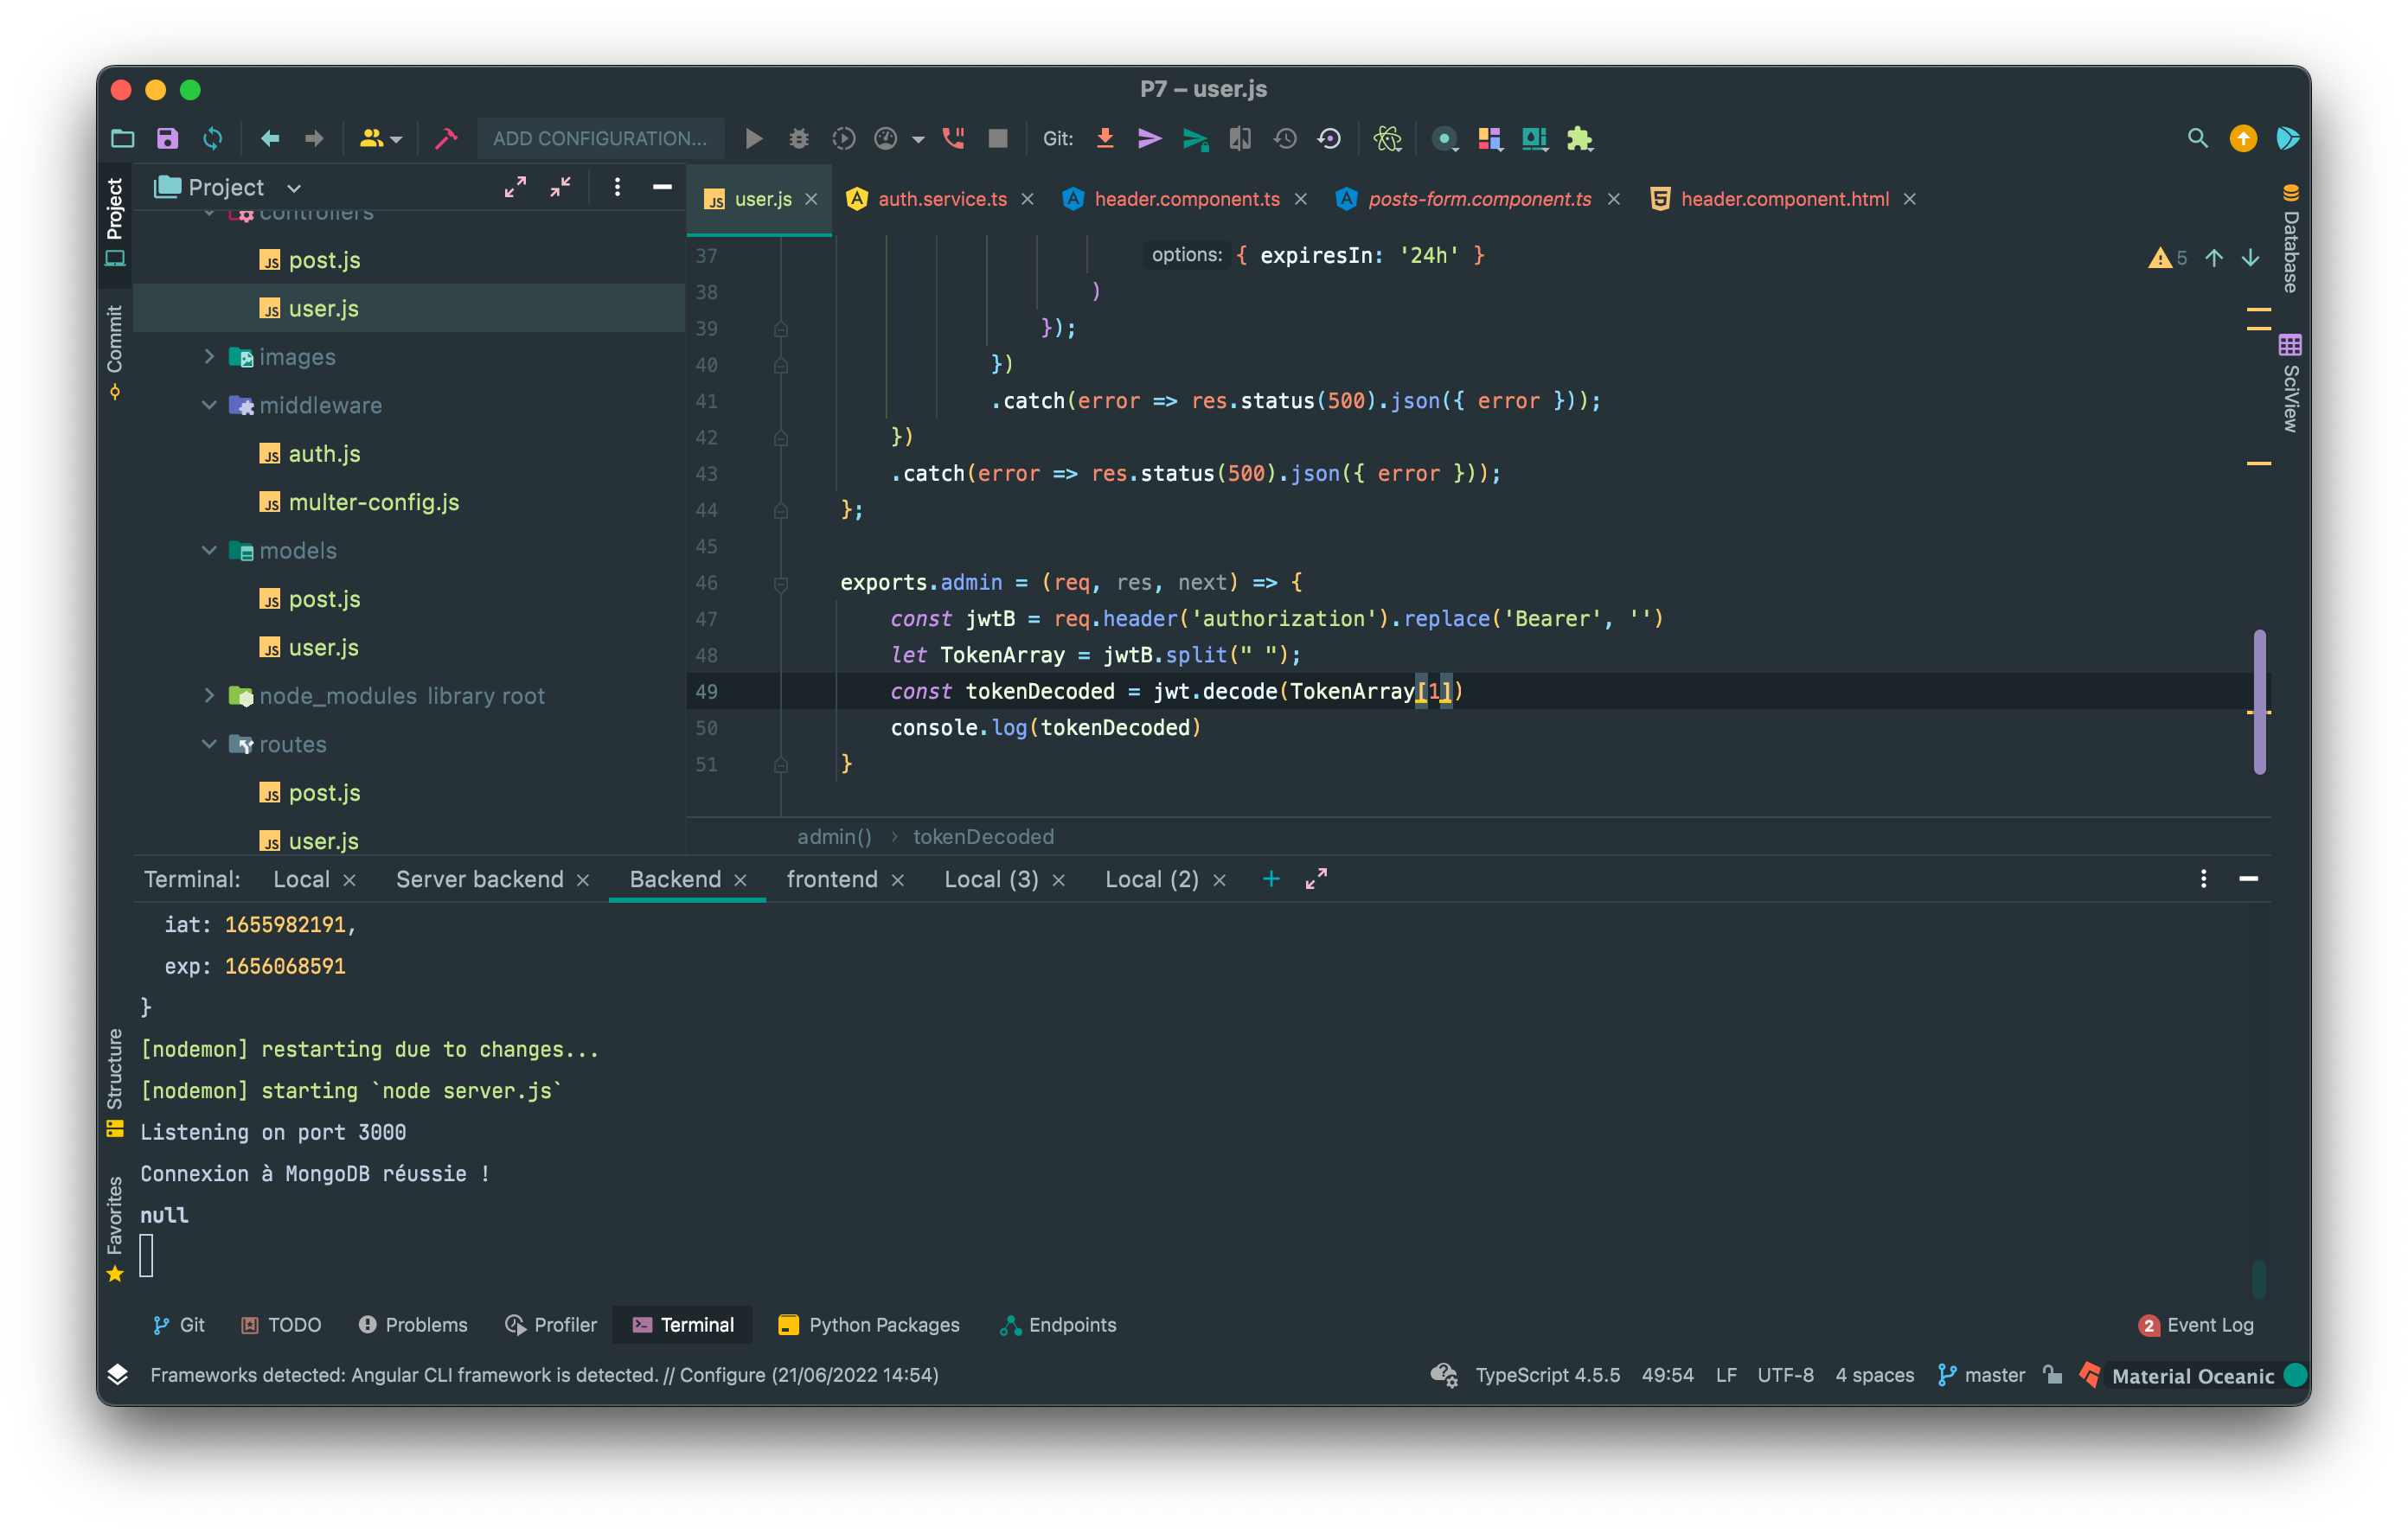 P7 – user.js
ADD CONFIGURATION...
Git:
Project
controllers
post.js
user.js
images
middleware
auth.js
multer-config.js
models
post.js
user.js
node_modules library root
routes
post.js
user.js
Project
Commit
Structure
Favorites
user.js
auth.service.ts
header.component.ts
posts-form.component.ts
header.component.html
37 options: { expiresIn: '24h' }
38 )
39 });
40 })
41 .catch(error => res.status(500).json({ error }));
42 })
43 .catch(error => res.status(500).json({ error }));
44 };
45
46 exports.admin = (req, res, next) => {
47 const jwtB = req.header('authorization').replace('Bearer', '')
48 let TokenArray = jwtB.split(" ");
49 const tokenDecoded = jwt.decode(TokenArray[1])
50 console.log(tokenDecoded)
51 }
5
Database
SciView
admin() › tokenDecoded
Terminal: Local Server backend Backend frontend Local (3) Local (2)
iat: 1655982191,
exp: 1656068591
}
[nodemon] restarting due to changes...
[nodemon] starting `node server.js`
Listening on port 3000
Connexion à MongoDB réussie !
null
Git TODO Problems Profiler Terminal Python Packages Endpoints
2 Event Log
Frameworks detected: Angular CLI framework is detected. // Configure (21/06/2022 14:54)
TypeScript 4.5.5 49:54 LF UTF-8 4 spaces master Material Oceanic